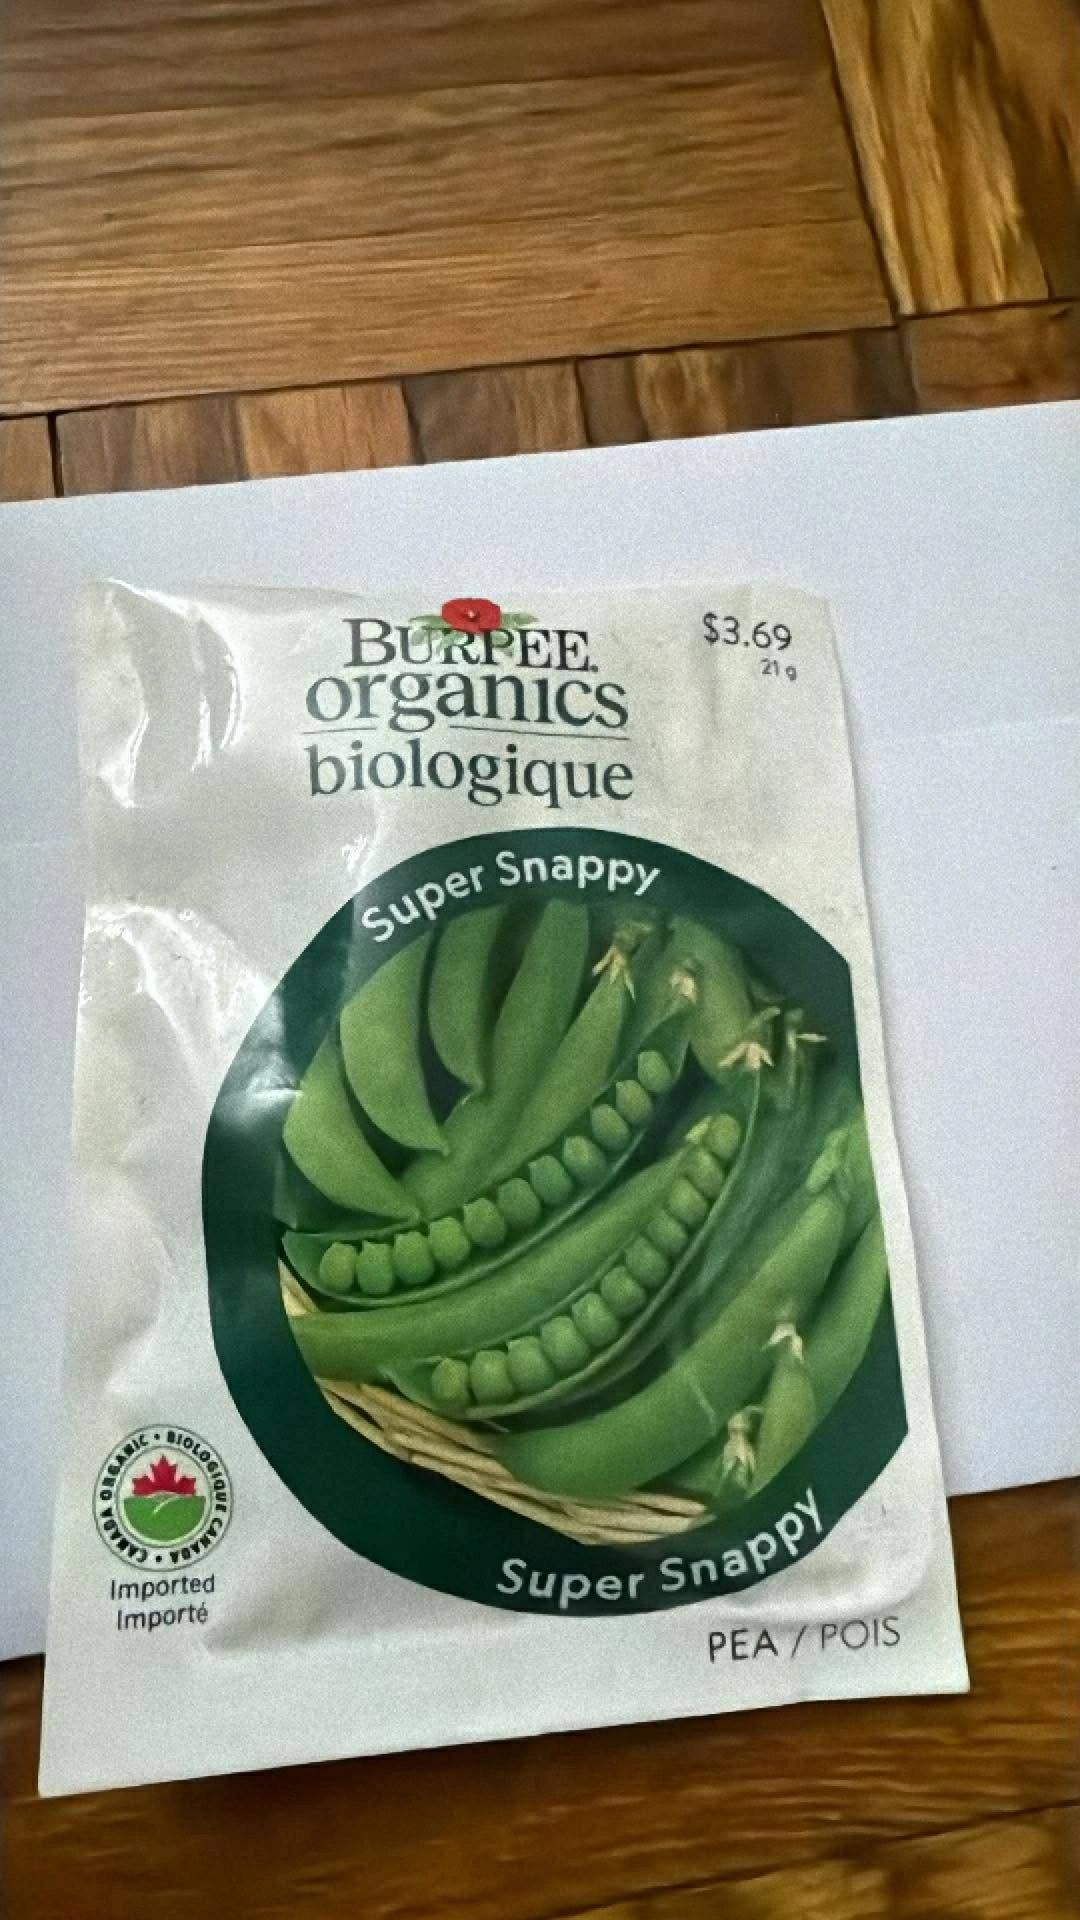 BURPEE.
organics
biologique
$3.69
21 g
Super Snappy
CANADA ORGANIC • BIOLOGIQUE CANADA •
Imported
Importé
Super Snappy
PEA / POIS